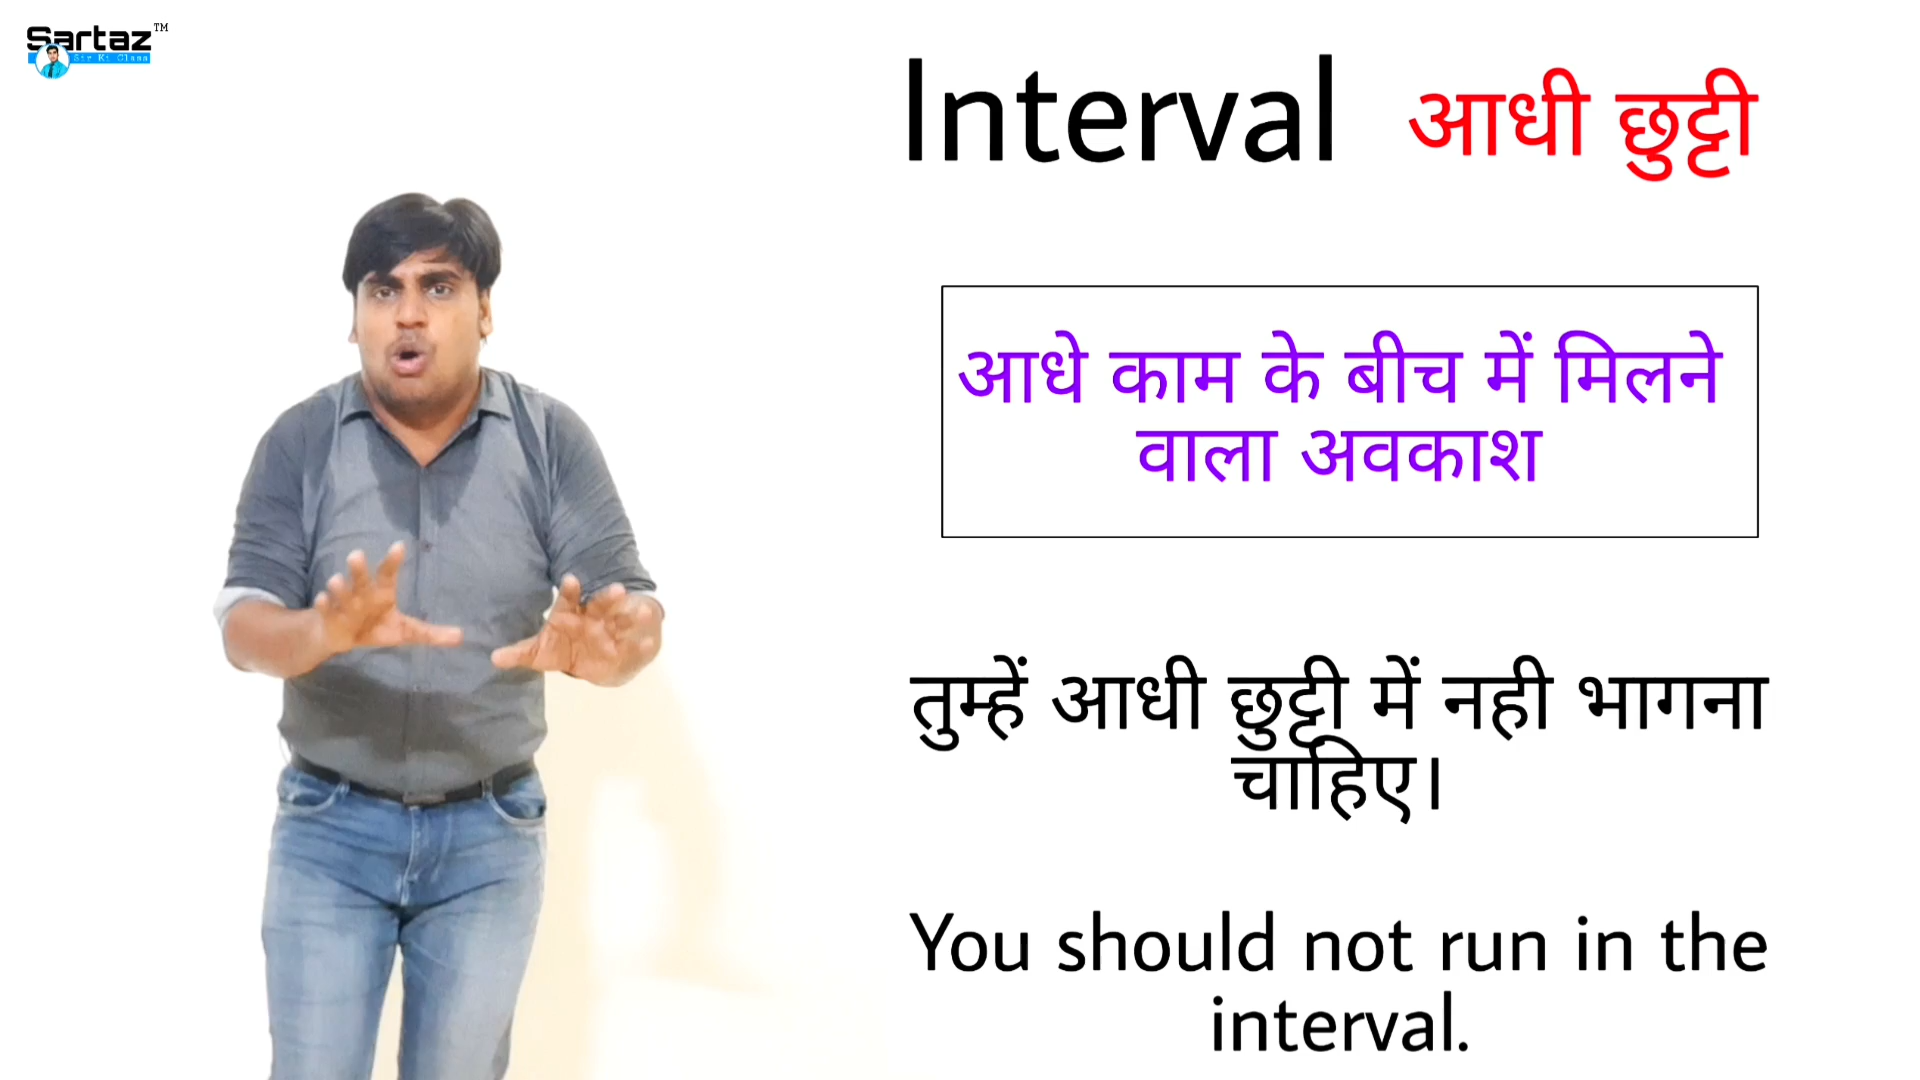 Sartaz™
Sir Ki Class
Interval आधी छुट्टी
आधे काम के बीच में मिलने
वाला अवकाश
तुम्हें आधी छुट्टी में नही भागना
चाहिए।
You should not run in the
interval.